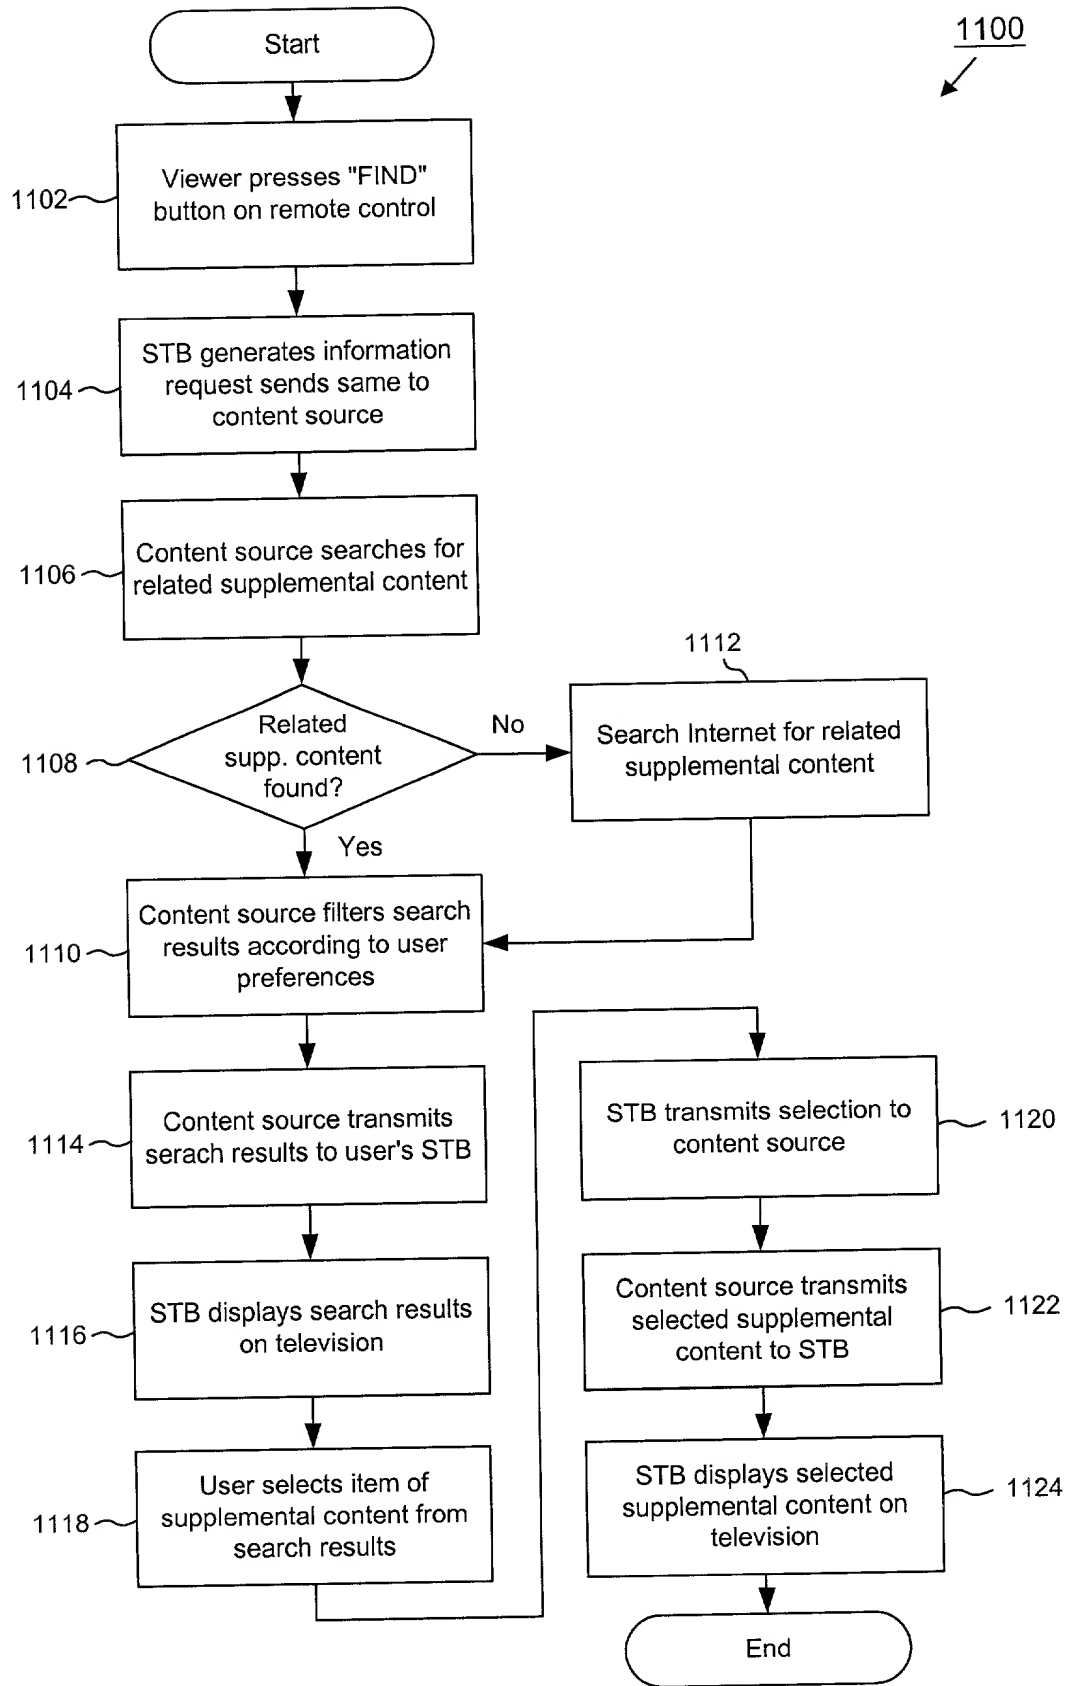 Start
1100
1102
Viewer presses "FIND"
button on remote control
1104
STB generates information
request sends same to
content source
1106
Content source searches for
related supplemental content
1108
Related
supp. content
found?
No
1112
Search Internet for related
supplemental content
Yes
1110
Content source filters search
results according to user
preferences
1114
Content source transmits
serach results to user's STB
1116
STB displays search results
on television
1118
User selects item of
supplemental content from
search results
STB transmits selection to
content source
1120
Content source transmits
selected supplemental
content to STB
1122
STB displays selected
supplemental content on
television
1124
End